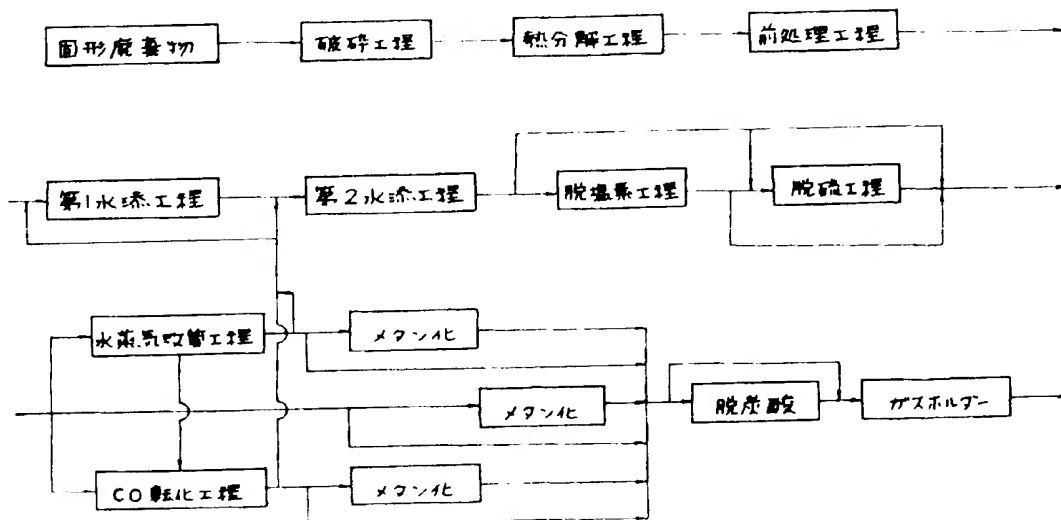 固形廃棄物
破砕工程
熱分解工程
前処理工程
第1水添工程
第2水添工程
脱塩素工程
脱硫工程
水蒸気改質工程
メタン化
メタン化
脱炭酸
ガスホルダー
CO転化工程
メタン化